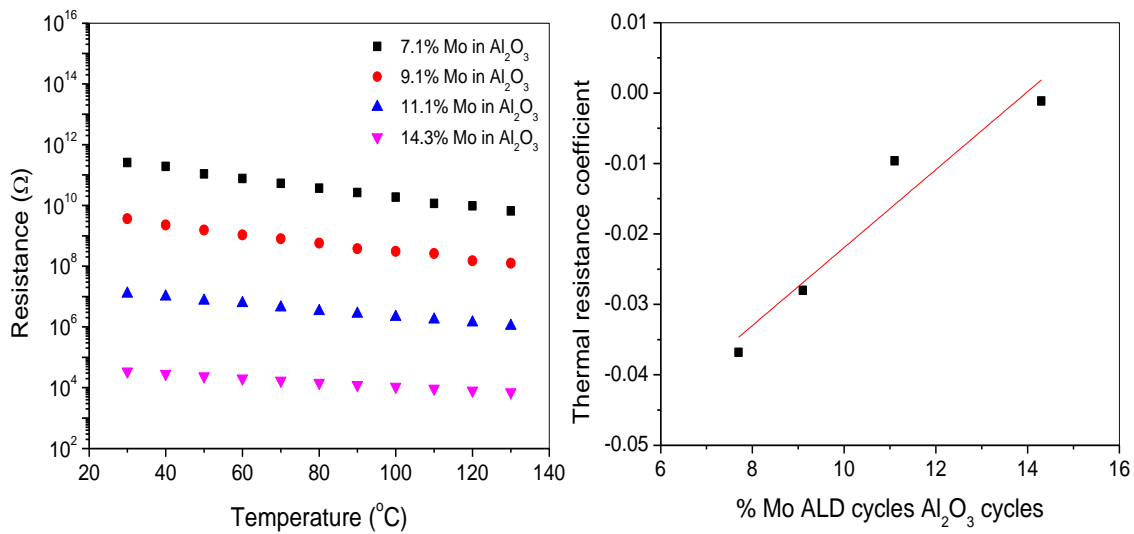 10^16
10^14
10^12
10^10
10^8
10^6
10^4
10^2
Resistance (Ω)
7.1% Mo in Al₂O₃
9.1% Mo in Al₂O₃
11.1% Mo in Al₂O₃
14.3% Mo in Al₂O₃
20 40 60 80 100 120 140
Temperature (°C)
0.01
0.00
-0.01
-0.02
-0.03
-0.04
-0.05
Thermal resistance coefficient
6 8 10 12 14 16
% Mo ALD cycles Al₂O₃ cycles